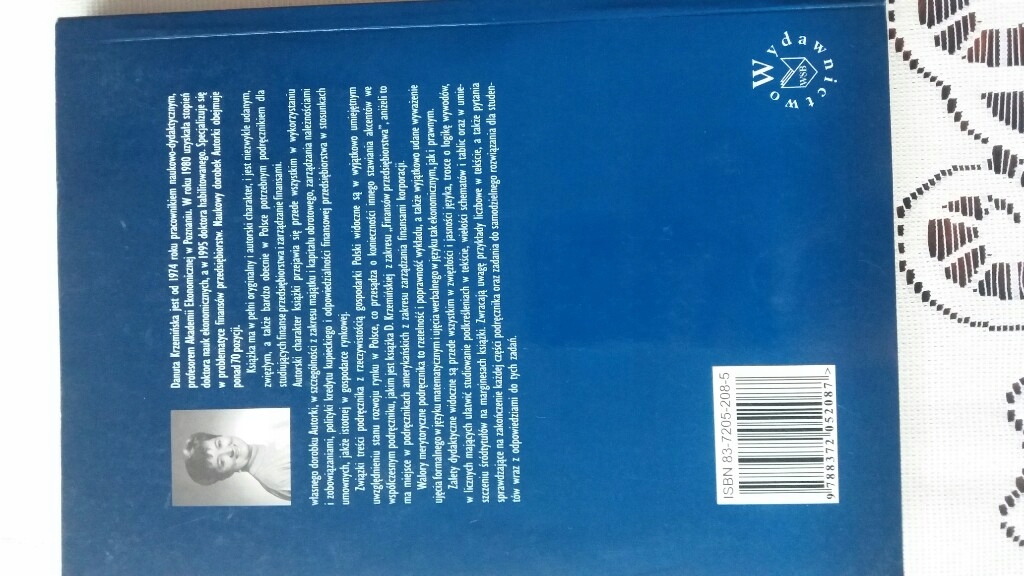 Danuta Krzemińska jest od 1974 roku pracownikiem naukowo-dydaktycznym,
profesorem Akademii Ekonomicznej w Poznaniu. W roku 1980 uzyskała stopień
doktora nauk ekonomicznych, a w 1995 doktora habilitowanego. Specjalizuje się
w problematyce finansów przedsiębiorstw. Naukowy dorobek Autorki obejmuje
ponad 70 pozycji.
Książka ma w pełni oryginalny i autorski charakter, i jest niezwykle udanym,
zwięzłym, a także bardzo obecnie w Polsce potrzebnym podręcznikiem dla
studiujących finanse przedsiębiorstwa i zarządzanie finansami.
Autorski charakter książki przejawia się przede wszystkim w wykorzystaniu
własnego dorobku Autorki, w szczególności z zakresu majątku i kapitału obrotowego, zarządzania należnościami
i zobowiązaniami, polityki kredytu kupieckiego i odpowiedzialności finansowej przedsiębiorstwa w stosunkach
umownych, jakże istotnej w gospodarce rynkowej.
Związki treści podręcznika z rzeczywistością gospodarki Polski widoczne są w wyjątkowo umiejętnym
uwzględnieniu stanu rozwoju rynku w Polsce, co przesądza o konieczności innego stawiania akcentów we
współczesnym podręczniku, jakim jest książka D. Krzemińskiej z zakresu „Finansów przedsiębiorstwa", aniżeli to
ma miejsce w podręcznikach amerykańskich z zakresu zarządzania finansami korporacji.
Walory merytoryczne podręcznika to rzetelność i poprawność wykładu, a także wyjątkowo udane wyważenie
ujęcia formalnego w języku matematycznym i ujęcia werbalnego w języku tak ekonomicznym, jak i prawnym.
Zalety dydaktyczne widoczne są przede wszystkim w zwięzłości i jasności języka, trosce o logikę wywodów,
w licznych mających ułatwić studiowanie podkreśleniach w tekście, wielości schematów i tablic oraz w umie-
szczeniu śródtytułów na marginesach książki. Zwracają uwagę przykłady liczbowe w tekście, a także pytania
sprawdzające na zakończenie każdej części podręcznika oraz zadania do samodzielnego rozwiązania dla studen-
tów wraz z odpowiedziami do tych zadań.
ISBN 83-7205-208-5
9 788372 052087 >
Wydawnictwo
WSB